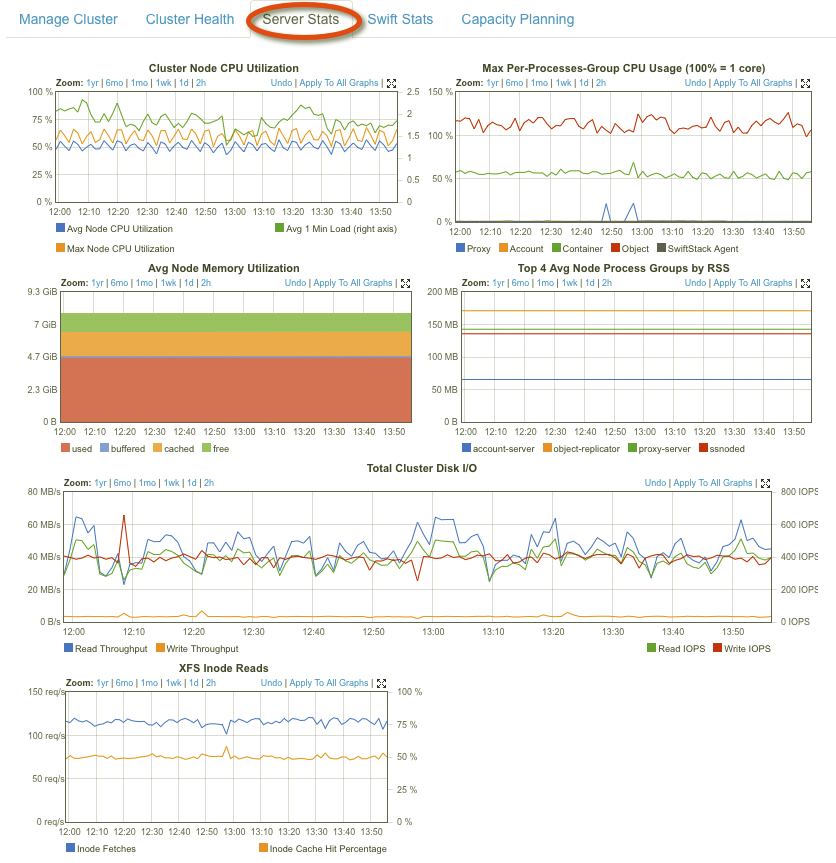 Manage Cluster Cluster Health Server Stats Swift Stats Capacity Planning
Cluster Node CPU Utilization
Zoom: 1yr | 6mo | 1mo | 1wk | 1d | 2h Undo | Apply To All Graphs |
100 % 2.5
75 % 2
50 % 1.5
25 % 1
0 % 0.5
0
12:00 12:10 12:20 12:30 12:40 12:50 13:00 13:10 13:20 13:30 13:40 13:50
Avg Node CPU Utilization Avg 1 Min Load (right axis)
Max Node CPU Utilization
Max Per-Processes-Group CPU Usage (100% = 1 core)
Zoom: 1yr | 6mo | 1mo | 1wk | 1d | 2h Undo | Apply To All Graphs |
150 %
100 %
50 %
0 %
12:00 12:10 12:20 12:30 12:40 12:50 13:00 13:10 13:20 13:30 13:40 13:50
Proxy Account Container Object SwiftStack Agent
Avg Node Memory Utilization
Zoom: 1yr | 6mo | 1mo | 1wk | 1d | 2h Undo | Apply To All Graphs |
9.3 GiB
7 GiB
4.7 GiB
2.3 GiB
0 B
12:00 12:10 12:20 12:30 12:40 12:50 13:00 13:10 13:20 13:30 13:40 13:50
used buffered cached free
Top 4 Avg Node Process Groups by RSS
Zoom: 1yr | 6mo | 1mo | 1wk | 1d | 2h Undo | Apply To All Graphs |
200 MB
150 MB
100 MB
50 MB
0 B
12:00 12:10 12:20 12:30 12:40 12:50 13:00 13:10 13:20 13:30 13:40 13:50
account-server object-replicator proxy-server ssnoded
Total Cluster Disk I/O
Zoom: 1yr | 6mo | 1mo | 1wk | 1d | 2h Undo | Apply To All Graphs |
80 MB/s 800 IOPS
60 MB/s 600 IOPS
40 MB/s 400 IOPS
20 MB/s 200 IOPS
0 B/s 0 IOPS
12:00 12:10 12:20 12:30 12:40 12:50 13:00 13:10 13:20 13:30 13:40 13:50
Read Throughput Write Throughput Read IOPS Write IOPS
XFS Inode Reads
Zoom: 1yr | 6mo | 1mo | 1wk | 1d | 2h Undo | Apply To All Graphs |
150 req/s 100 %
100 req/s 75 %
50 req/s 50 %
0 req/s 25 %
0 %
12:00 12:10 12:20 12:30 12:40 12:50 13:00 13:10 13:20 13:30 13:40 13:50
Inode Fetches Inode Cache Hit Percentage